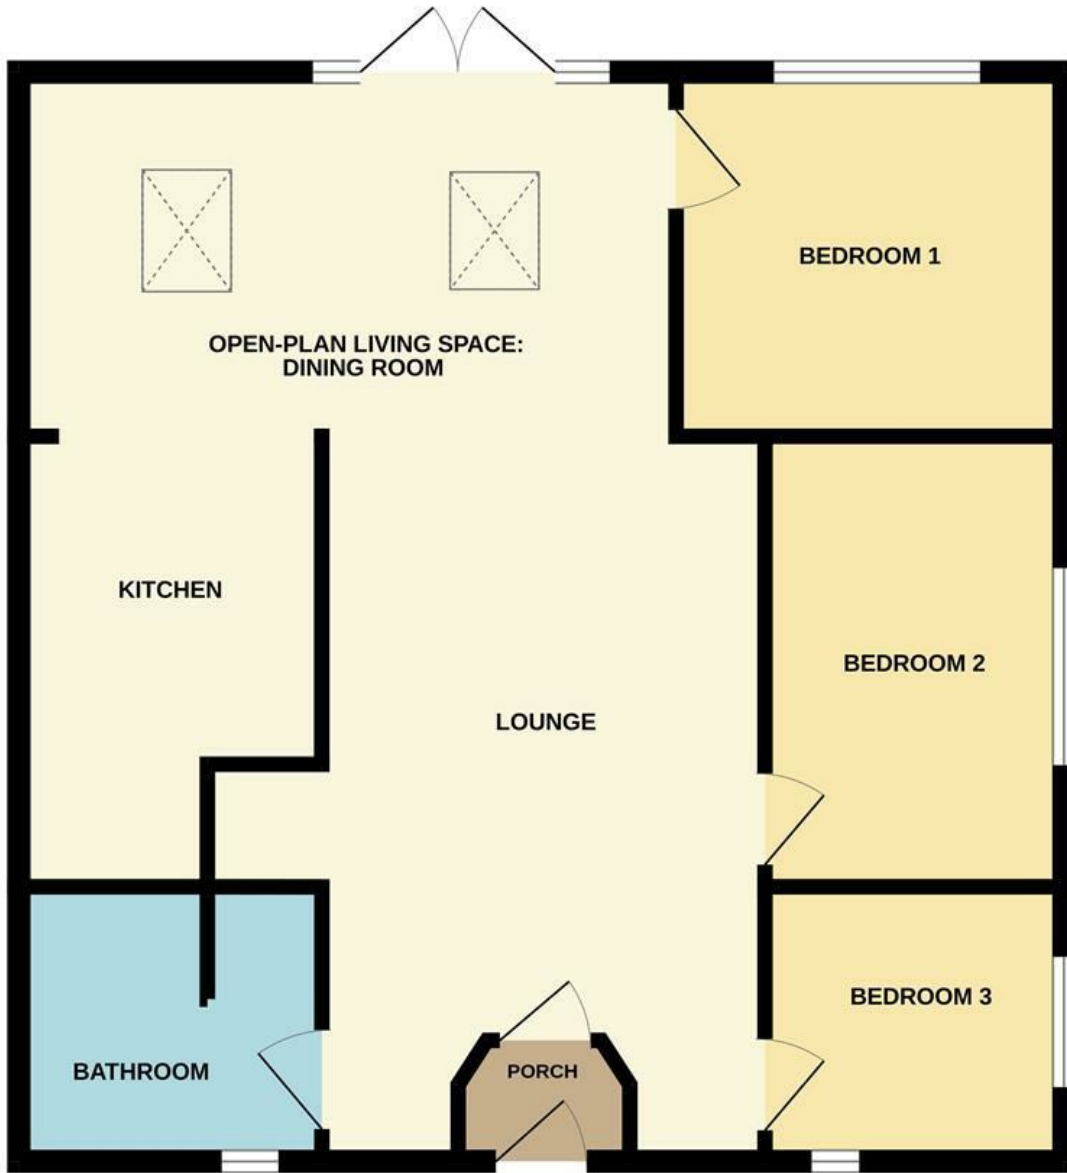 BEDROOM 1
OPEN-PLAN LIVING SPACE:
DINING ROOM
KITCHEN
BEDROOM 2
LOUNGE
BEDROOM 3
BATHROOM
PORCH